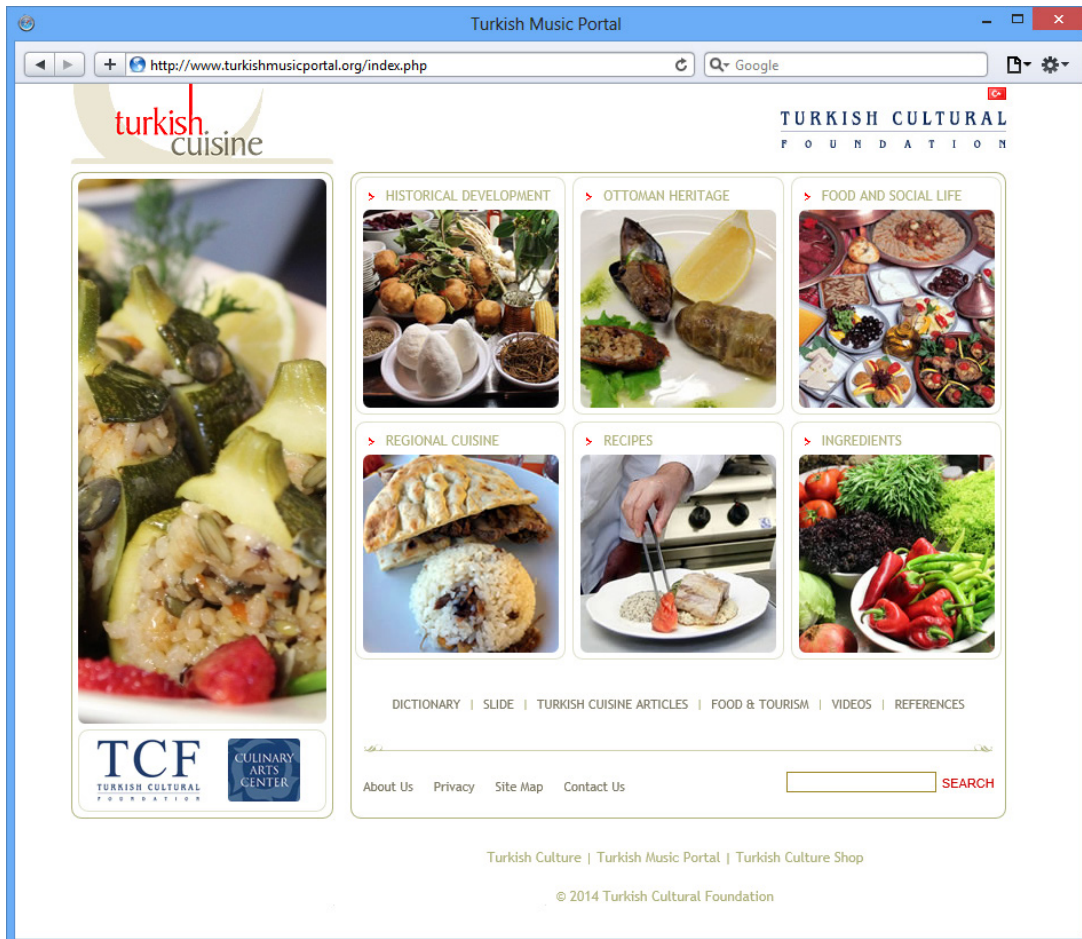 Turkish Music Portal
http://www.turkishmusicportal.org/index.php
Google
turkish
cuisine
TURKISH CULTURAL
FOUNDATION
HISTORICAL DEVELOPMENT
OTTOMAN HERITAGE
FOOD AND SOCIAL LIFE
REGIONAL CUISINE
RECIPES
INGREDIENTS
DICTIONARY | SLIDE | TURKISH CUISINE ARTICLES | FOOD & TOURISM | VIDEOS | REFERENCES
TCF
TURKISH CULTURAL
FOUNDATION
CULINARY
ARTS
CENTER
About Us Privacy Site Map Contact Us
SEARCH
Turkish Culture | Turkish Music Portal | Turkish Culture Shop
© 2014 Turkish Cultural Foundation